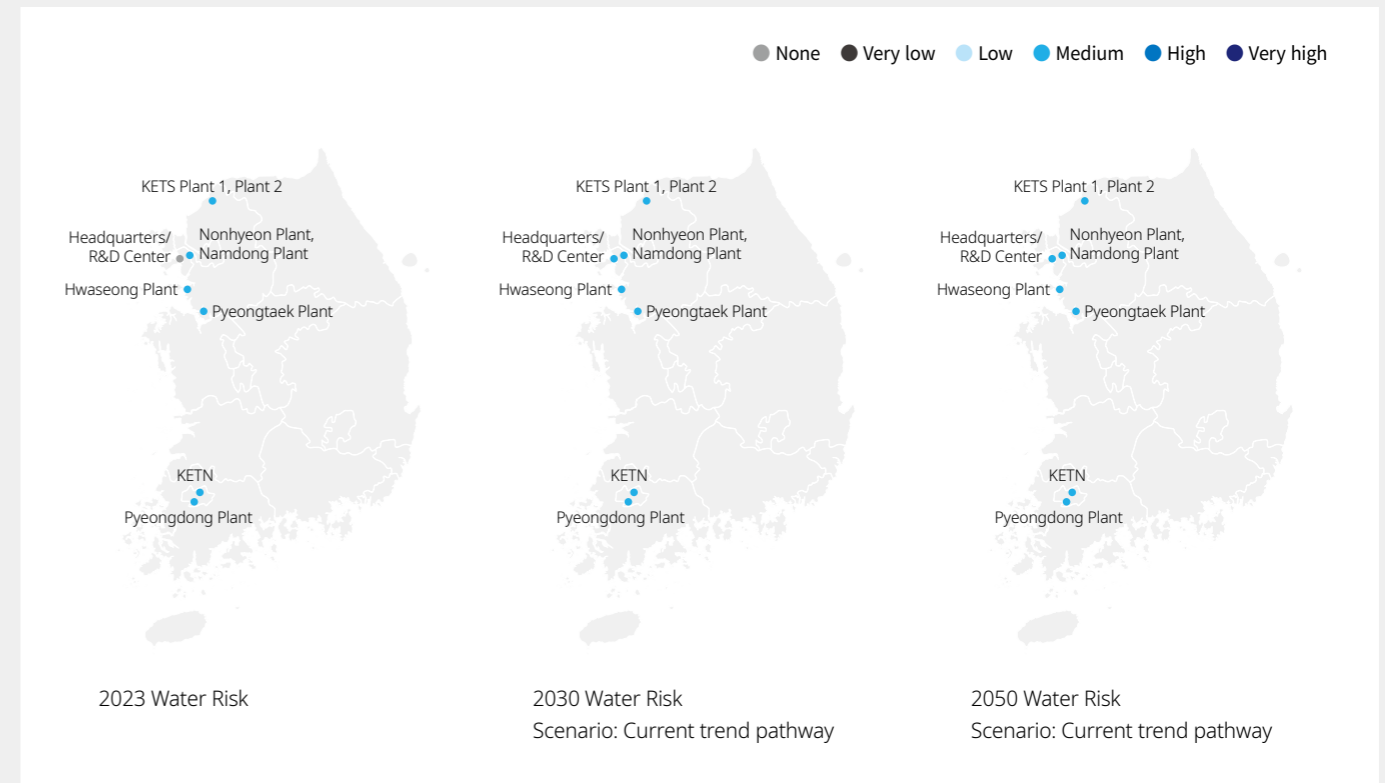 None
Very low
Low
Medium
High
Very high
KETS Plant 1, Plant 2
Headquarters/
R&D Center
Nonhyeon Plant,
Namdong Plant
Hwaseong Plant
Pyeongtaek Plant
KETN
Pyeongdong Plant
2023 Water Risk
KETS Plant 1, Plant 2
Headquarters/
R&D Center
Nonhyeon Plant,
Namdong Plant
Hwaseong Plant
Pyeongtaek Plant
KETN
Pyeongdong Plant
2030 Water Risk
Scenario: Current trend pathway
KETS Plant 1, Plant 2
Headquarters/
R&D Center
Nonhyeon Plant,
Namdong Plant
Hwaseong Plant
Pyeongtaek Plant
KETN
Pyeongdong Plant
2050 Water Risk
Scenario: Current trend pathway